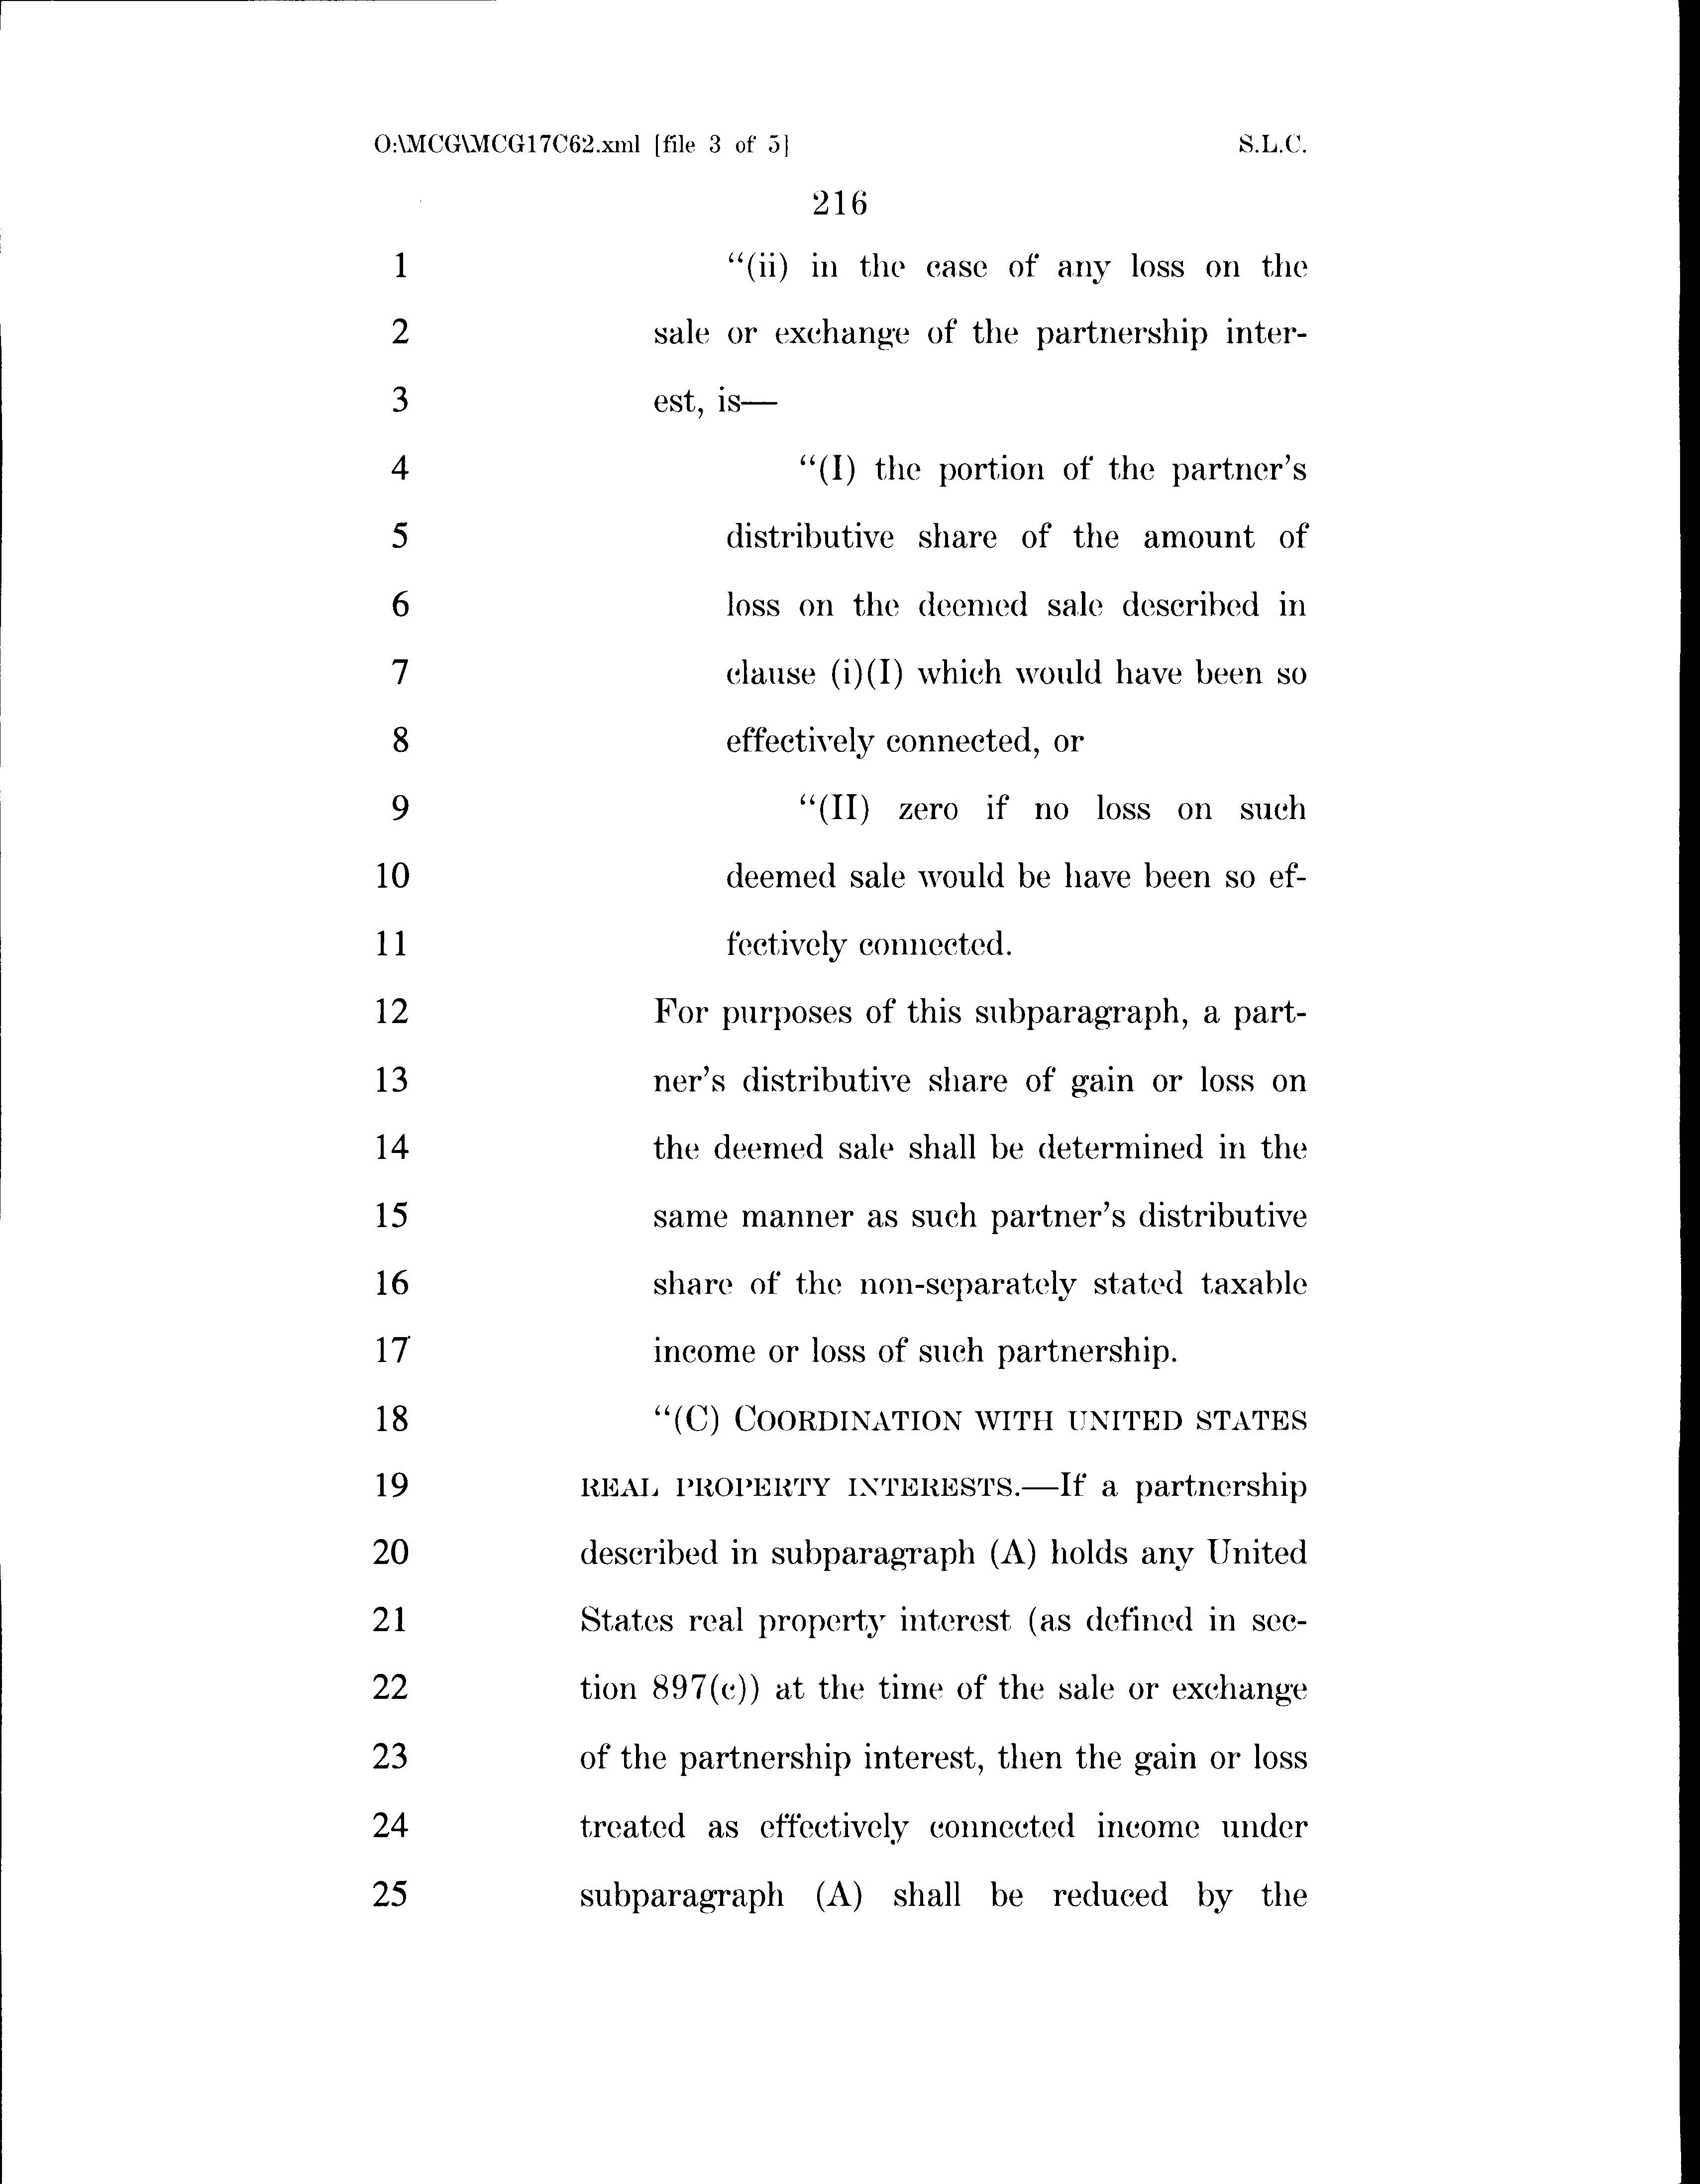 O:\MCG\MCG17C62.xml [file 3 of 5] S.L.C.
216
1 “(ii) in the case of any loss on the
2 sale or exchange of the partnership inter-
3 est, is—
4 “(I) the portion of the partner’s
5 distributive share of the amount of
6 loss on the deemed sale described in
7 clause (i)(I) which would have been so
8 effectively connected, or
9 “(II) zero if no loss on such
10 deemed sale would be have been so ef-
11 fectively connected.
12 For purposes of this subparagraph, a part-
13 ner’s distributive share of gain or loss on
14 the deemed sale shall be determined in the
15 same manner as such partner’s distributive
16 share of the non-separately stated taxable
17 income or loss of such partnership.
18 “(C) COORDINATION WITH UNITED STATES
19 REAL PROPERTY INTERESTS.—If a partnership
20 described in subparagraph (A) holds any United
21 States real property interest (as defined in sec-
22 tion 897(c)) at the time of the sale or exchange
23 of the partnership interest, then the gain or loss
24 treated as effectively connected income under
25 subparagraph (A) shall be reduced by the